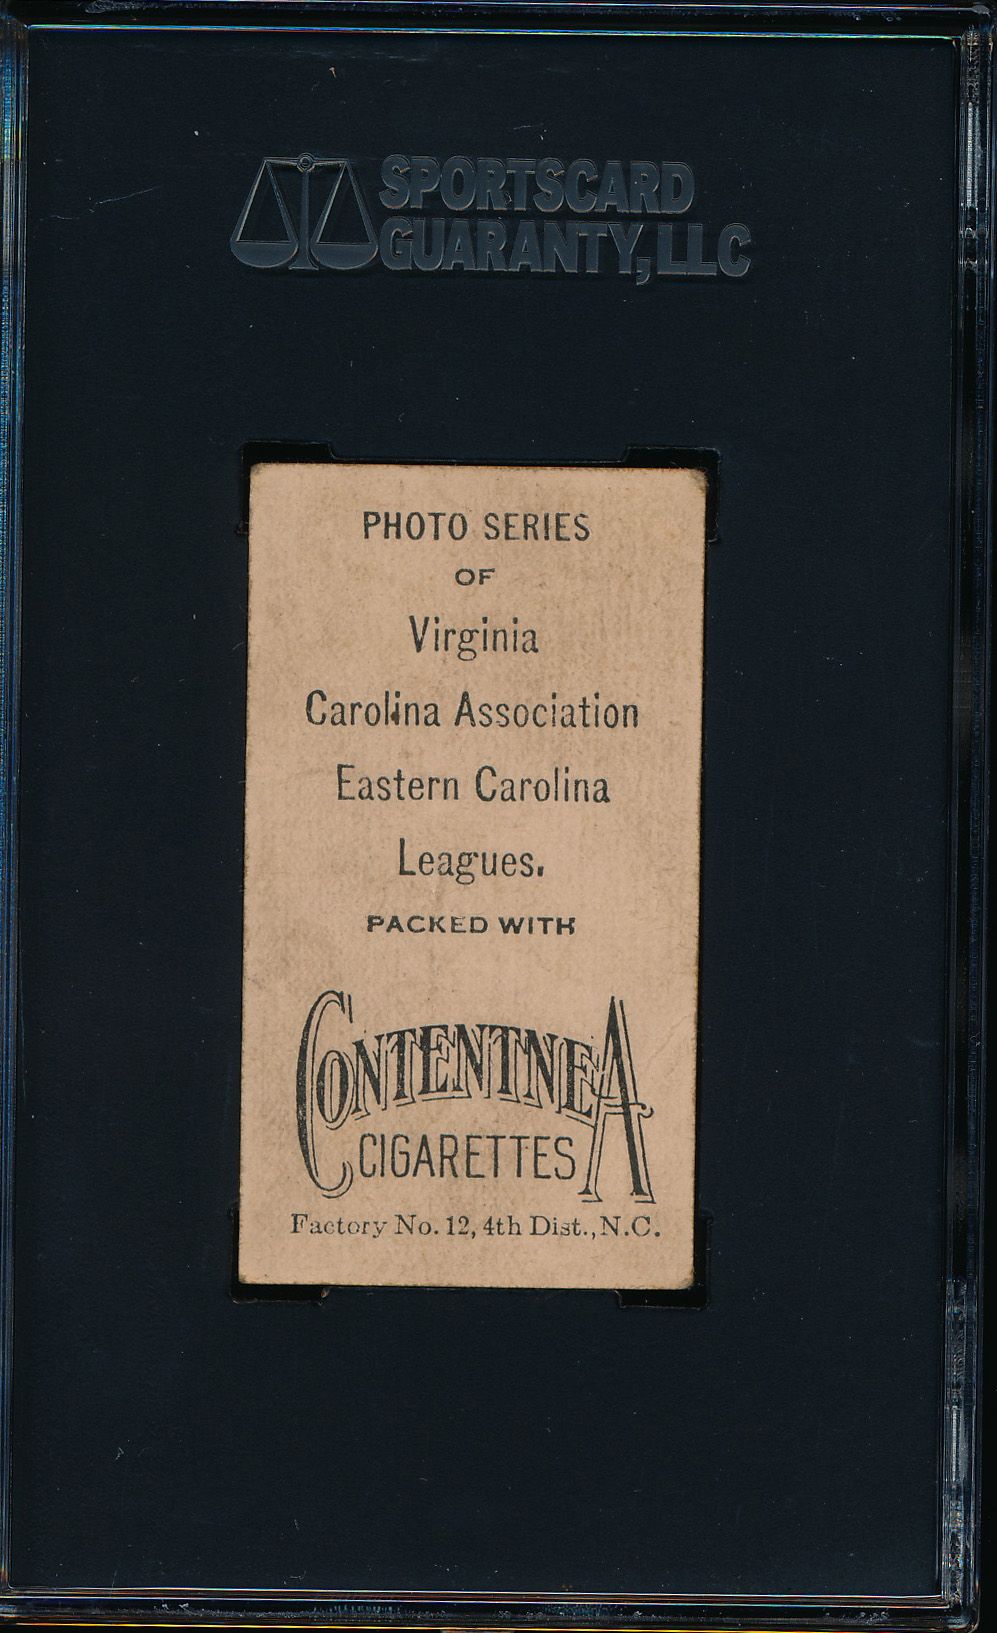 SPORTSCARD
GUARANTY, LLC
PHOTO SERIES
OF
Virginia
Carolina Association
Eastern Carolina
Leagues.
PACKED WITH
CONTENTNEA
CIGARETTES
Factory No. 12, 4th Dist., N.C.